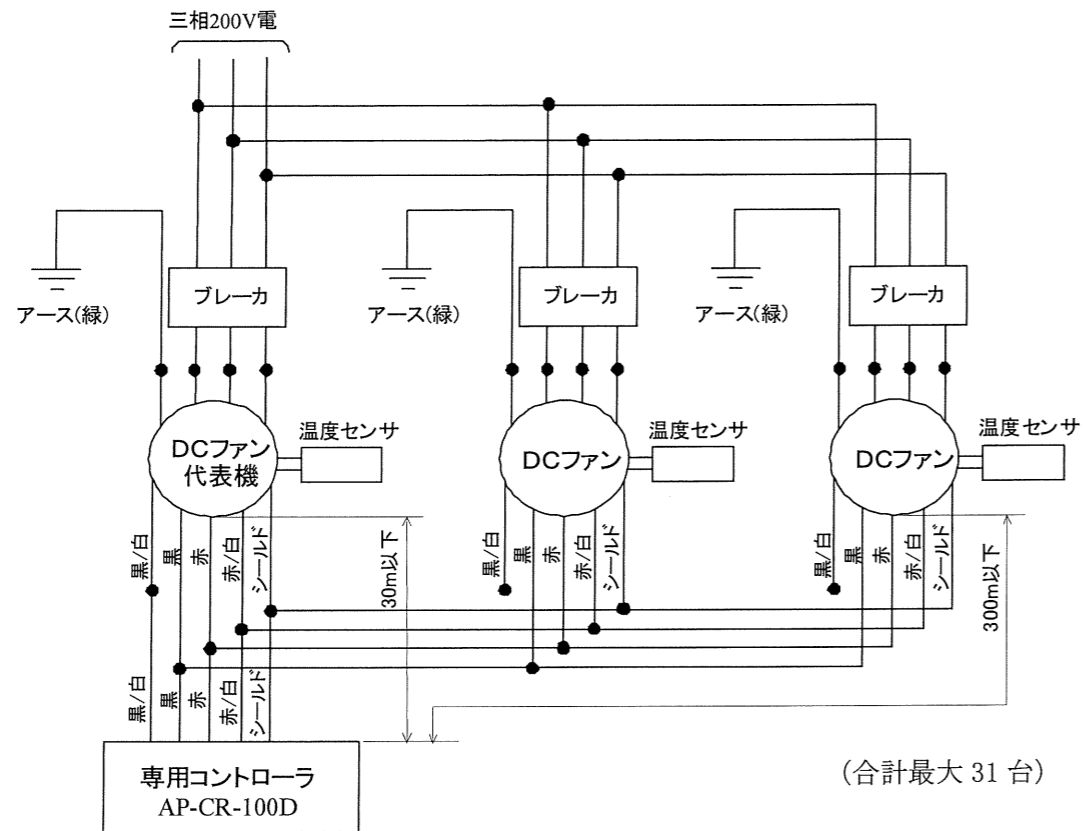 三相200V電
ブレーカ
ブレーカ
ブレーカ
アース(緑)
アース(緑)
アース(緑)
DCファン
代表機
温度センサ
DCファン
温度センサ
DCファン
温度センサ
黒/白
黒
赤
赤/白
シールド
30m以下
黒/白
黒
赤
赤/白
シールド
黒/白
黒
赤
赤/白
シールド
300m以下
黒/白
黒
赤
赤/白
シールド
専用コントローラ
AP-CR-100D
(合計最大 31 台)